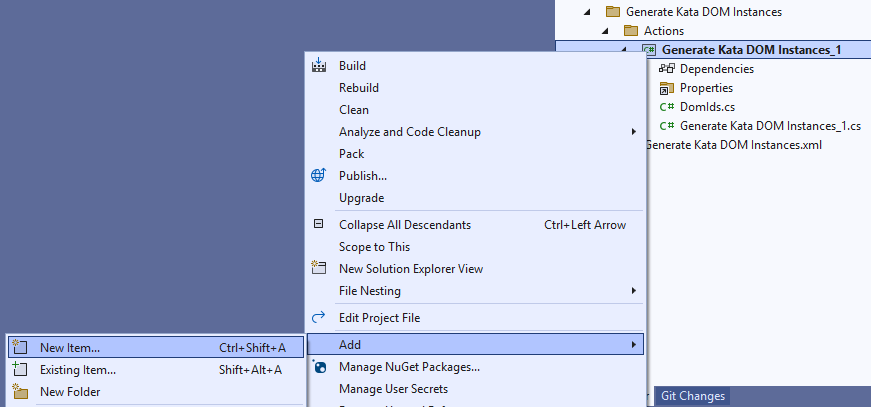 Generate Kata DOM Instances
Actions
Generate Kata DOM Instances_1
Dependencies
Properties
C# DomIds.cs
C# Generate Kata DOM Instances_1.cs
Generate Kata DOM Instances.xml
Build
Rebuild
Clean
Analyze and Code Cleanup
Pack
Publish...
Upgrade
Collapse All Descendants Ctrl+Left Arrow
Scope to This
New Solution Explorer View
File Nesting
Edit Project File
Add
Manage NuGet Packages...
Manage User Secrets
New Item... Ctrl+Shift+A
Existing Item... Shift+Alt+A
New Folder
Git Changes